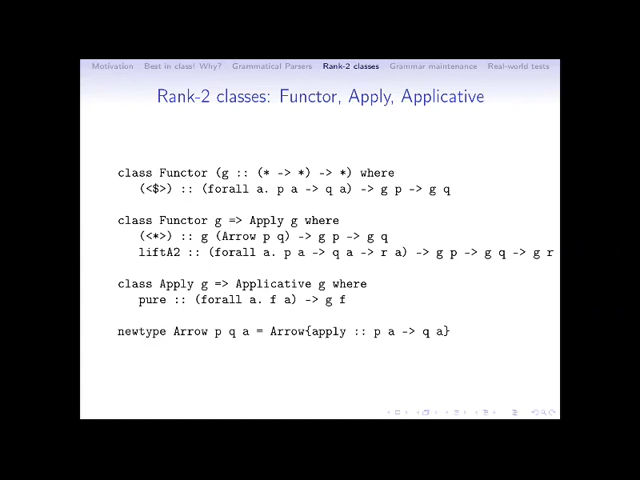 Motivation Best in class! Why? Grammatical Parsers Rank-2 classes Grammar maintenance Real-world tests
Rank-2 classes: Functor, Apply, Applicative
class Functor (g :: (* -> *) -> *) where
(<$>) :: (forall a. p a -> q a) -> g p -> g q
class Functor g => Apply g where
(<*>) :: g (Arrow p q) -> g p -> g q
liftA2 :: (forall a. p a -> q a -> r a) -> g p -> g q -> g r
class Apply g => Applicative g where
pure :: (forall a. f a) -> g f
newtype Arrow p q a = Arrow{apply :: p a -> q a}